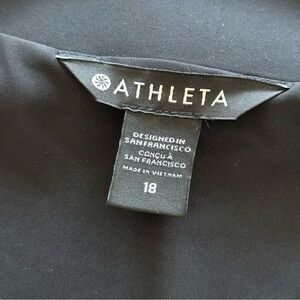 ATHLETA
DESIGNED IN
SAN FRANCISCO
CONÇU À
SAN FRANCISCO
MADE IN VIETNAM
18